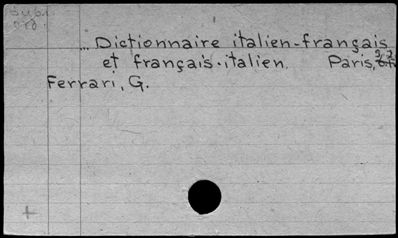 ... Dictionnaire italien-français
et français-italien. Paris,
Ferrari, G.